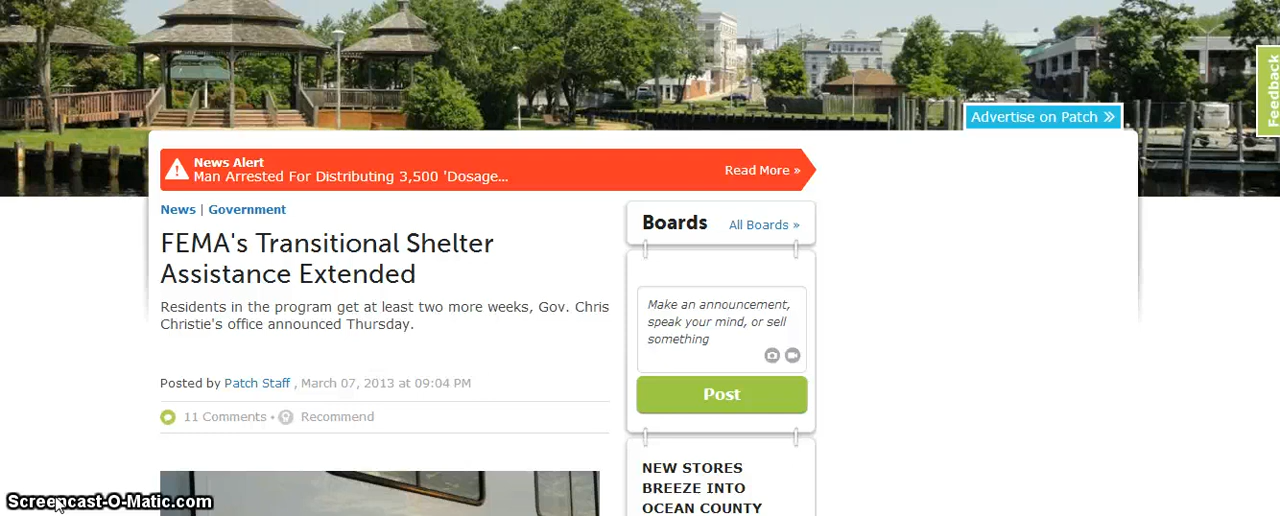 Feedback
Advertise on Patch »
News Alert
Man Arrested For Distributing 3,500 'Dosage...
Read More »
News | Government
FEMA's Transitional Shelter
Assistance Extended
Residents in the program get at least two more weeks, Gov. Chris
Christie's office announced Thursday.
Posted by Patch Staff , March 07, 2013 at 09:04 PM
11 Comments • Recommend
Boards All Boards »
Make an announcement,
speak your mind, or sell
something
Post
NEW STORES
BREEZE INTO
OCEAN COUNTY
Screencast-O-Matic.com